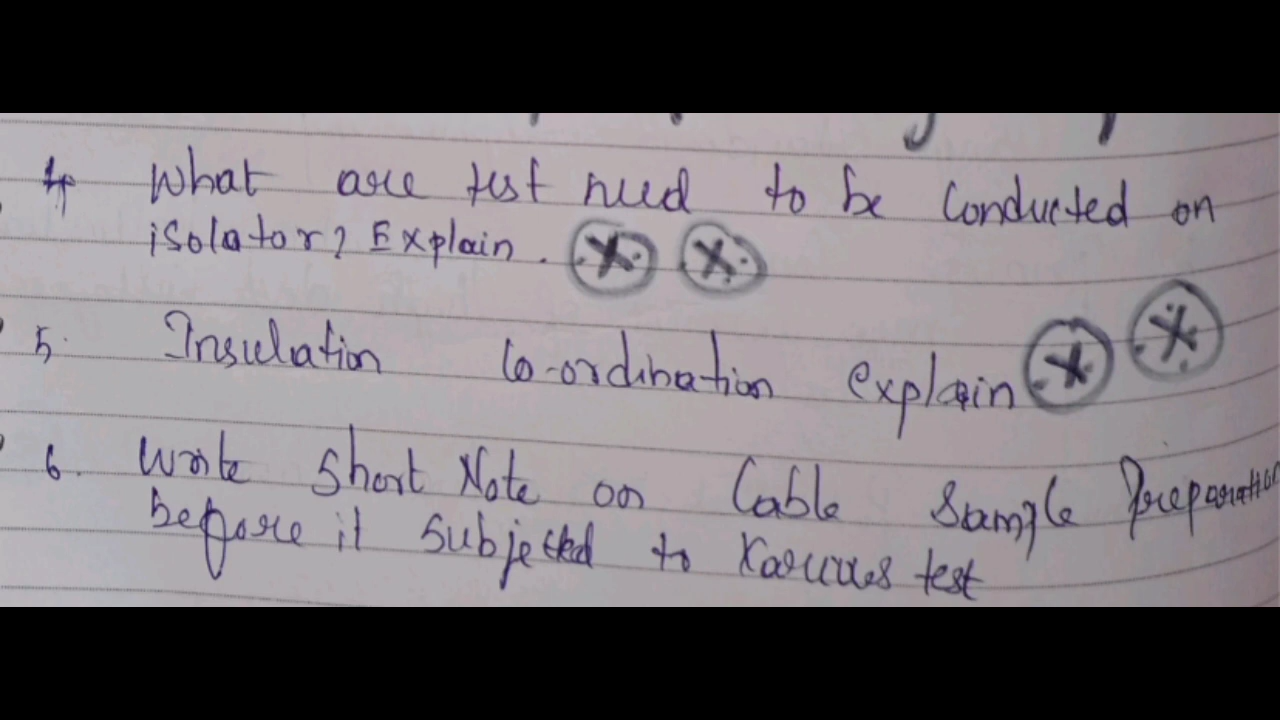 4 What are test need to be conducted on
isolator? Explain.
5. Insulation Co-ordination explain
6. Write Short Note on Cable Sample Preparation
before it subjected to Various test